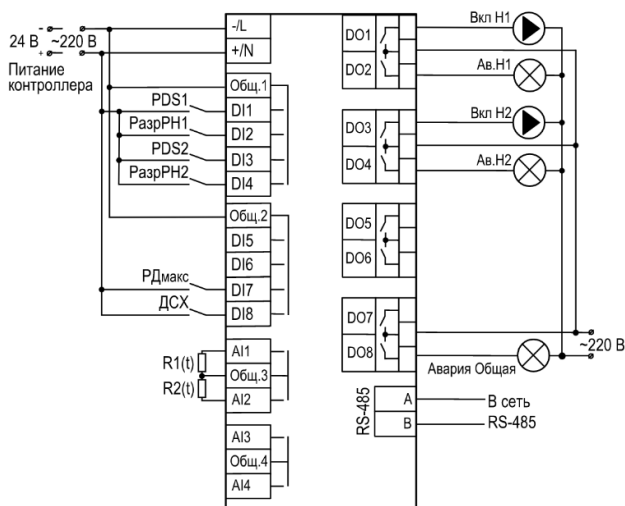 24 В ~220 В
Питание
контроллера
-/L
+/N
Общ.1
PDS1
DI1
РазрРН1
DI2
PDS2
DI3
РазрРН2
DI4
Общ.2
DI5
DI6
РДмакс
DI7
ДСХ
DI8
R1(t)
R2(t)
AI1
Общ.3
AI2
AI3
Общ.4
AI4
DO1
Вкл Н1
DO2
Ав.Н1
DO3
Вкл Н2
DO4
Ав.Н2
DO5
DO6
DO7
DO8
Авария Общая
~220 В
RS-485
A
В сеть
B
RS-485